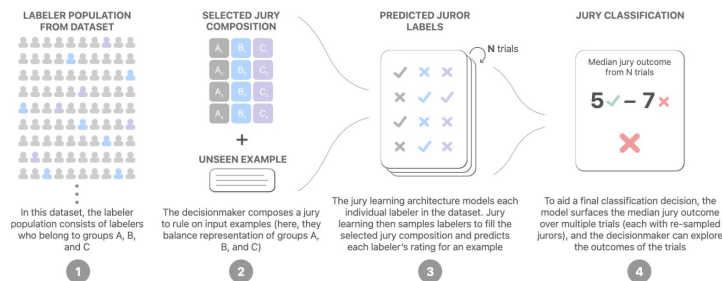 LABELER POPULATION
FROM DATASET
In this dataset, the labeler
population consists of labelers
who belong to groups A, B,
and C
1
SELECTED JURY
COMPOSITION
A₁ B₁ C₁
A₂ B₂ C₂
A₃ B₃ C₃
A₄ B₄ C₄
+
UNSEEN EXAMPLE
The decisionmaker composes a jury
to rule on input examples (here, they
balance representation of groups A,
B, and C)
2
PREDICTED JUROR
LABELS
N trials
The jury learning architecture models each
individual labeler in the dataset. Jury
learning then samples labelers to fill the
selected jury composition and predicts
each labeler's rating for an example
3
JURY CLASSIFICATION
Median jury outcome
from N trials
5 ✓ – 7 ×
To aid a final classification decision, the
model surfaces the median jury outcome
over multiple trials (each with re-sampled
jurors), and the decisionmaker can explore
the outcomes of the trials
4